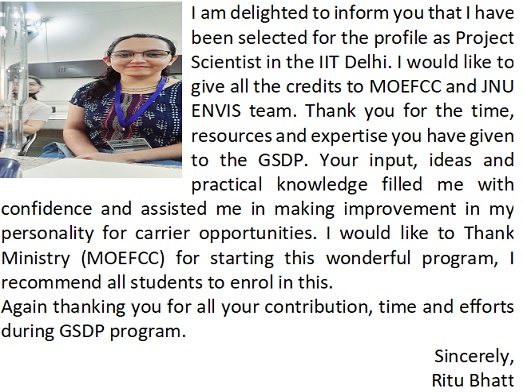 I am delighted to inform you that I have
been selected for the profile as Project
Scientist in the IIT Delhi. I would like to
give all the credits to MOEFCC and JNU
ENVIS team. Thank you for the time,
resources and expertise you have given
to the GSDP. Your input, ideas and
practical knowledge filled me with
confidence and assisted me in making improvement in my
personality for carrier opportunities. I would like to Thank
Ministry (MOEFCC) for starting this wonderful program, I
recommend all students to enrol in this.
Again thanking you for all your contribution, time and efforts
during GSDP program.
Sincerely,
Ritu Bhatt